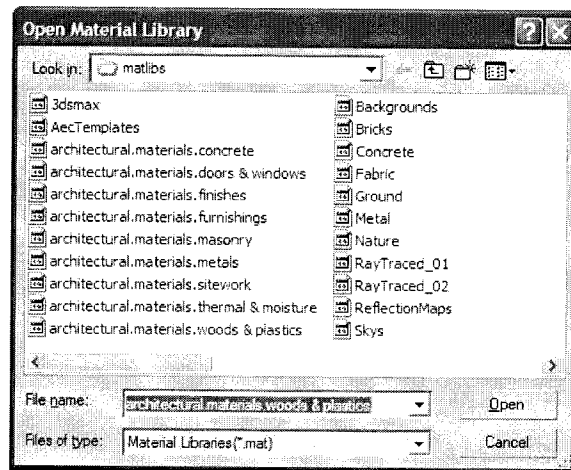 Open Material Library
Look in: matlibs
3dsmax
AecTemplates
architectural.materials.concrete
architectural.materials.doors & windows
architectural.materials.finishes
architectural.materials.furnishings
architectural.materials.masonry
architectural.materials.metals
architectural.materials.sitework
architectural.materials.thermal & moisture
architectural.materials.woods & plastics
Backgrounds
Bricks
Concrete
Fabric
Ground
Metal
Nature
RayTraced_01
RayTraced_02
ReflectionMaps
Skys
File name: architectural.materials.woods & plastics
Open
Files of type: Material Libraries(*.mat)
Cancel